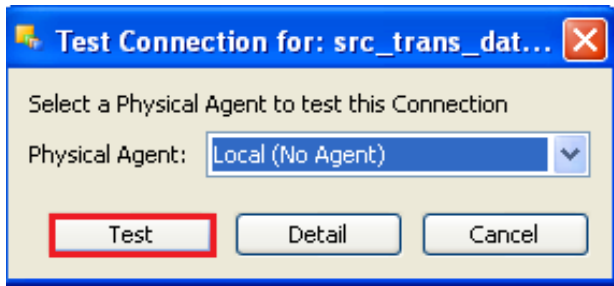 Test Connection for: src_trans_dat...
Select a Physical Agent to test this Connection
Physical Agent: Local (No Agent)
Test Detail Cancel